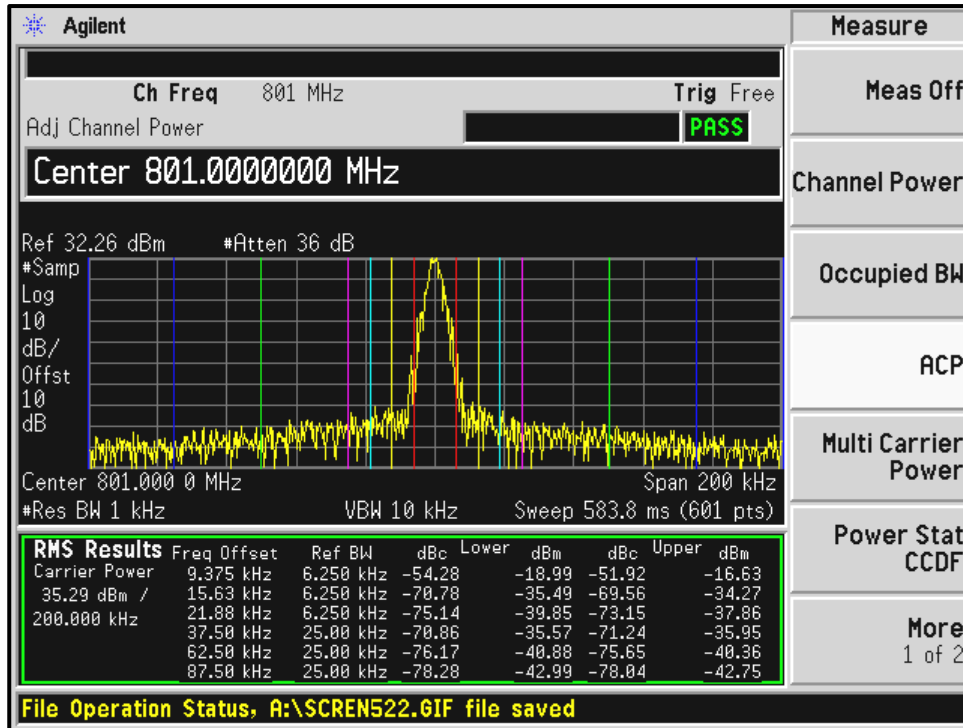 Agilent
Measure
Ch Freq 801 MHz Trig Free
Adj Channel Power PASS
Center 801.0000000 MHz
Ref 32.26 dBm #Atten 36 dB
#Samp
Log
10
dB/
Offst
10
dB
Center 801.000 0 MHz Span 200 kHz
#Res BW 1 kHz VBW 10 kHz Sweep 583.8 ms (601 pts)
RMS Results Freq Offset Ref BW dBc Lower dBm dBc Upper dBm
Carrier Power 9.375 kHz 6.250 kHz -54.28 -18.99 -51.92 -16.63
35.29 dBm / 15.63 kHz 6.250 kHz -70.78 -35.49 -69.56 -34.27
200.000 kHz 21.88 kHz 6.250 kHz -75.14 -39.85 -73.15 -37.86
37.50 kHz 25.00 kHz -70.86 -35.57 -71.24 -35.95
62.50 kHz 25.00 kHz -76.17 -40.88 -75.65 -40.36
87.50 kHz 25.00 kHz -78.28 -42.99 -78.04 -42.75
File Operation Status, A:\SCREN522.GIF file saved
Meas Off
Channel Power
Occupied BW
ACP
Multi Carrier
Power
Power Stat
CCDF
More
1 of 2